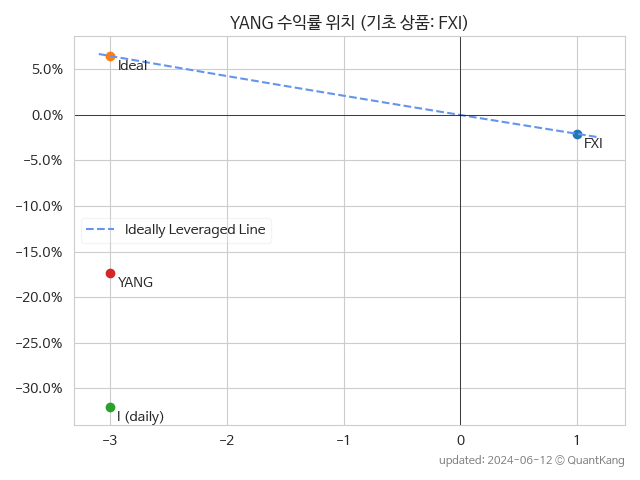 YANG 수익률 위치 (기초 상품: FXI)
5.0%
0.0%
−5.0%
−10.0%
−15.0%
−20.0%
−25.0%
−30.0%
Ideal
FXI
Ideally Leveraged Line
YANG
I (daily)
−3
−2
−1
0
1
updated: 2024-06-12 © QuantKang